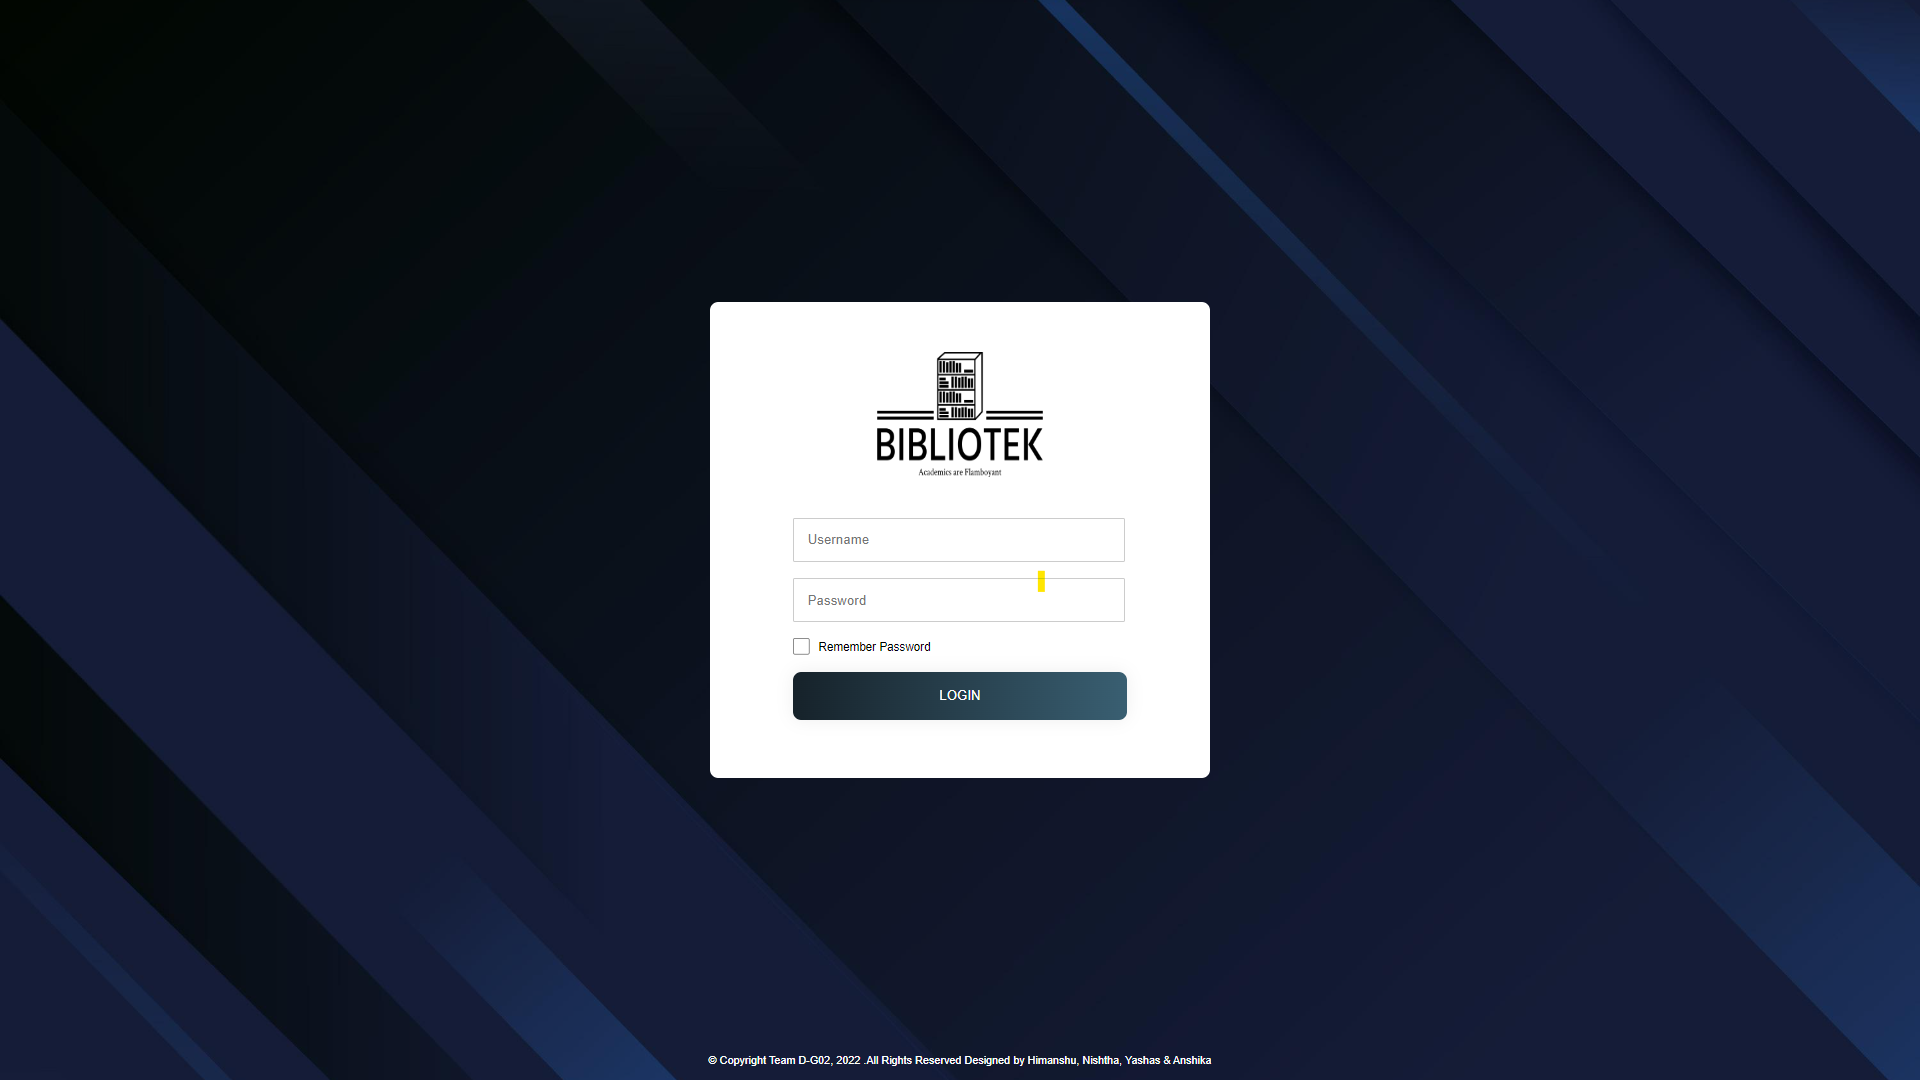 BIBLIOTEK
Academics are Flamboyant
Username
Password
Remember Password
LOGIN
© Copyright Team D-G02, 2022 .All Rights Reserved Designed by Himanshu, Nishtha, Yashas & Anshika